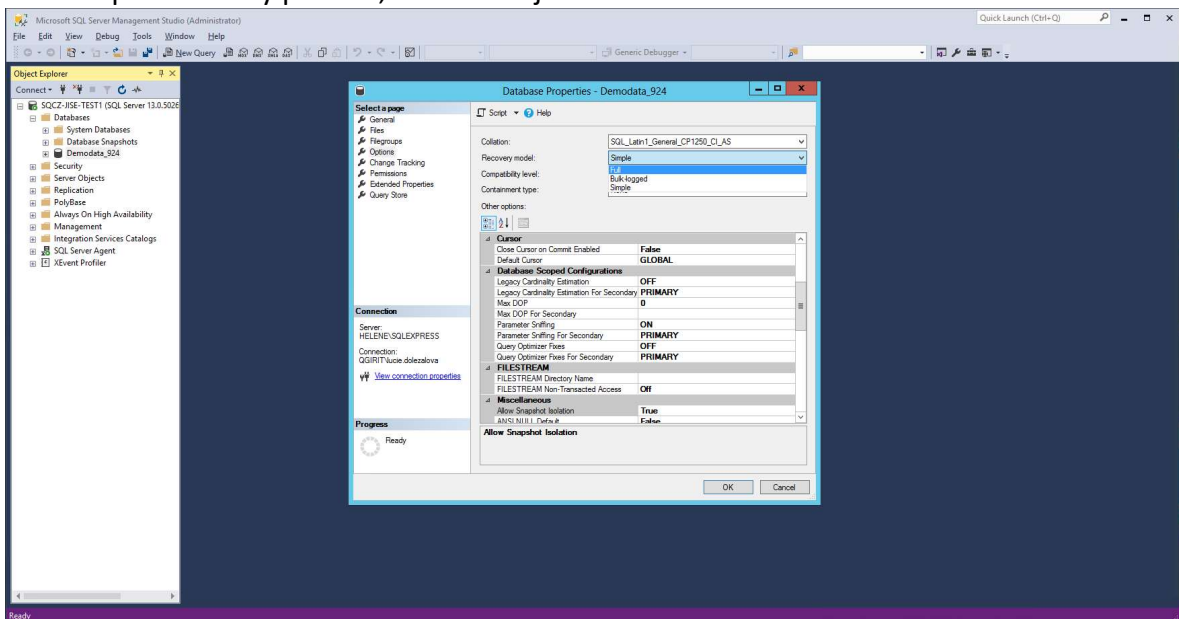 Microsoft SQL Server Management Studio (Administrator)
Quick Launch (Ctrl+Q)
File Edit View Debug Tools Window Help
New Query
Generic Debugger
Object Explorer
Connect
SQCZ-JISE-TEST1 (SQL Server 13.0.5026
Databases
System Databases
Database Snapshots
Demodata_924
Security
Server Objects
Replication
PolyBase
Always On High Availability
Management
Integration Services Catalogs
SQL Server Agent
XEvent Profiler
Database Properties - Demodata_924
Select a page
General
Files
Filegroups
Options
Change Tracking
Permissions
Extended Properties
Query Store
Connection
Server:
HELENE\SQLEXPRESS
Connection:
QGIRIT\lucie.dolezalova
View connection properties
Progress
Ready
Script Help
Collation: SQL_Latin1_General_CP1250_CI_AS
Recovery model: Simple
Full
Bulk-logged
Simple
Compatibility level:
Containment type:
Other options:
Cursor
Close Cursor on Commit Enabled False
Default Cursor GLOBAL
Database Scoped Configurations
Legacy Cardinality Estimation OFF
Legacy Cardinality Estimation For Secondary PRIMARY
Max DOP 0
Max DOP For Secondary
Parameter Sniffing ON
Parameter Sniffing For Secondary PRIMARY
Query Optimizer Fixes OFF
Query Optimizer Fixes For Secondary PRIMARY
FILESTREAM
FILESTREAM Directory Name
FILESTREAM Non-Transacted Access Off
Miscellaneous
Allow Snapshot Isolation True
ANSI NULL Default False
Allow Snapshot Isolation
OK Cancel
Ready